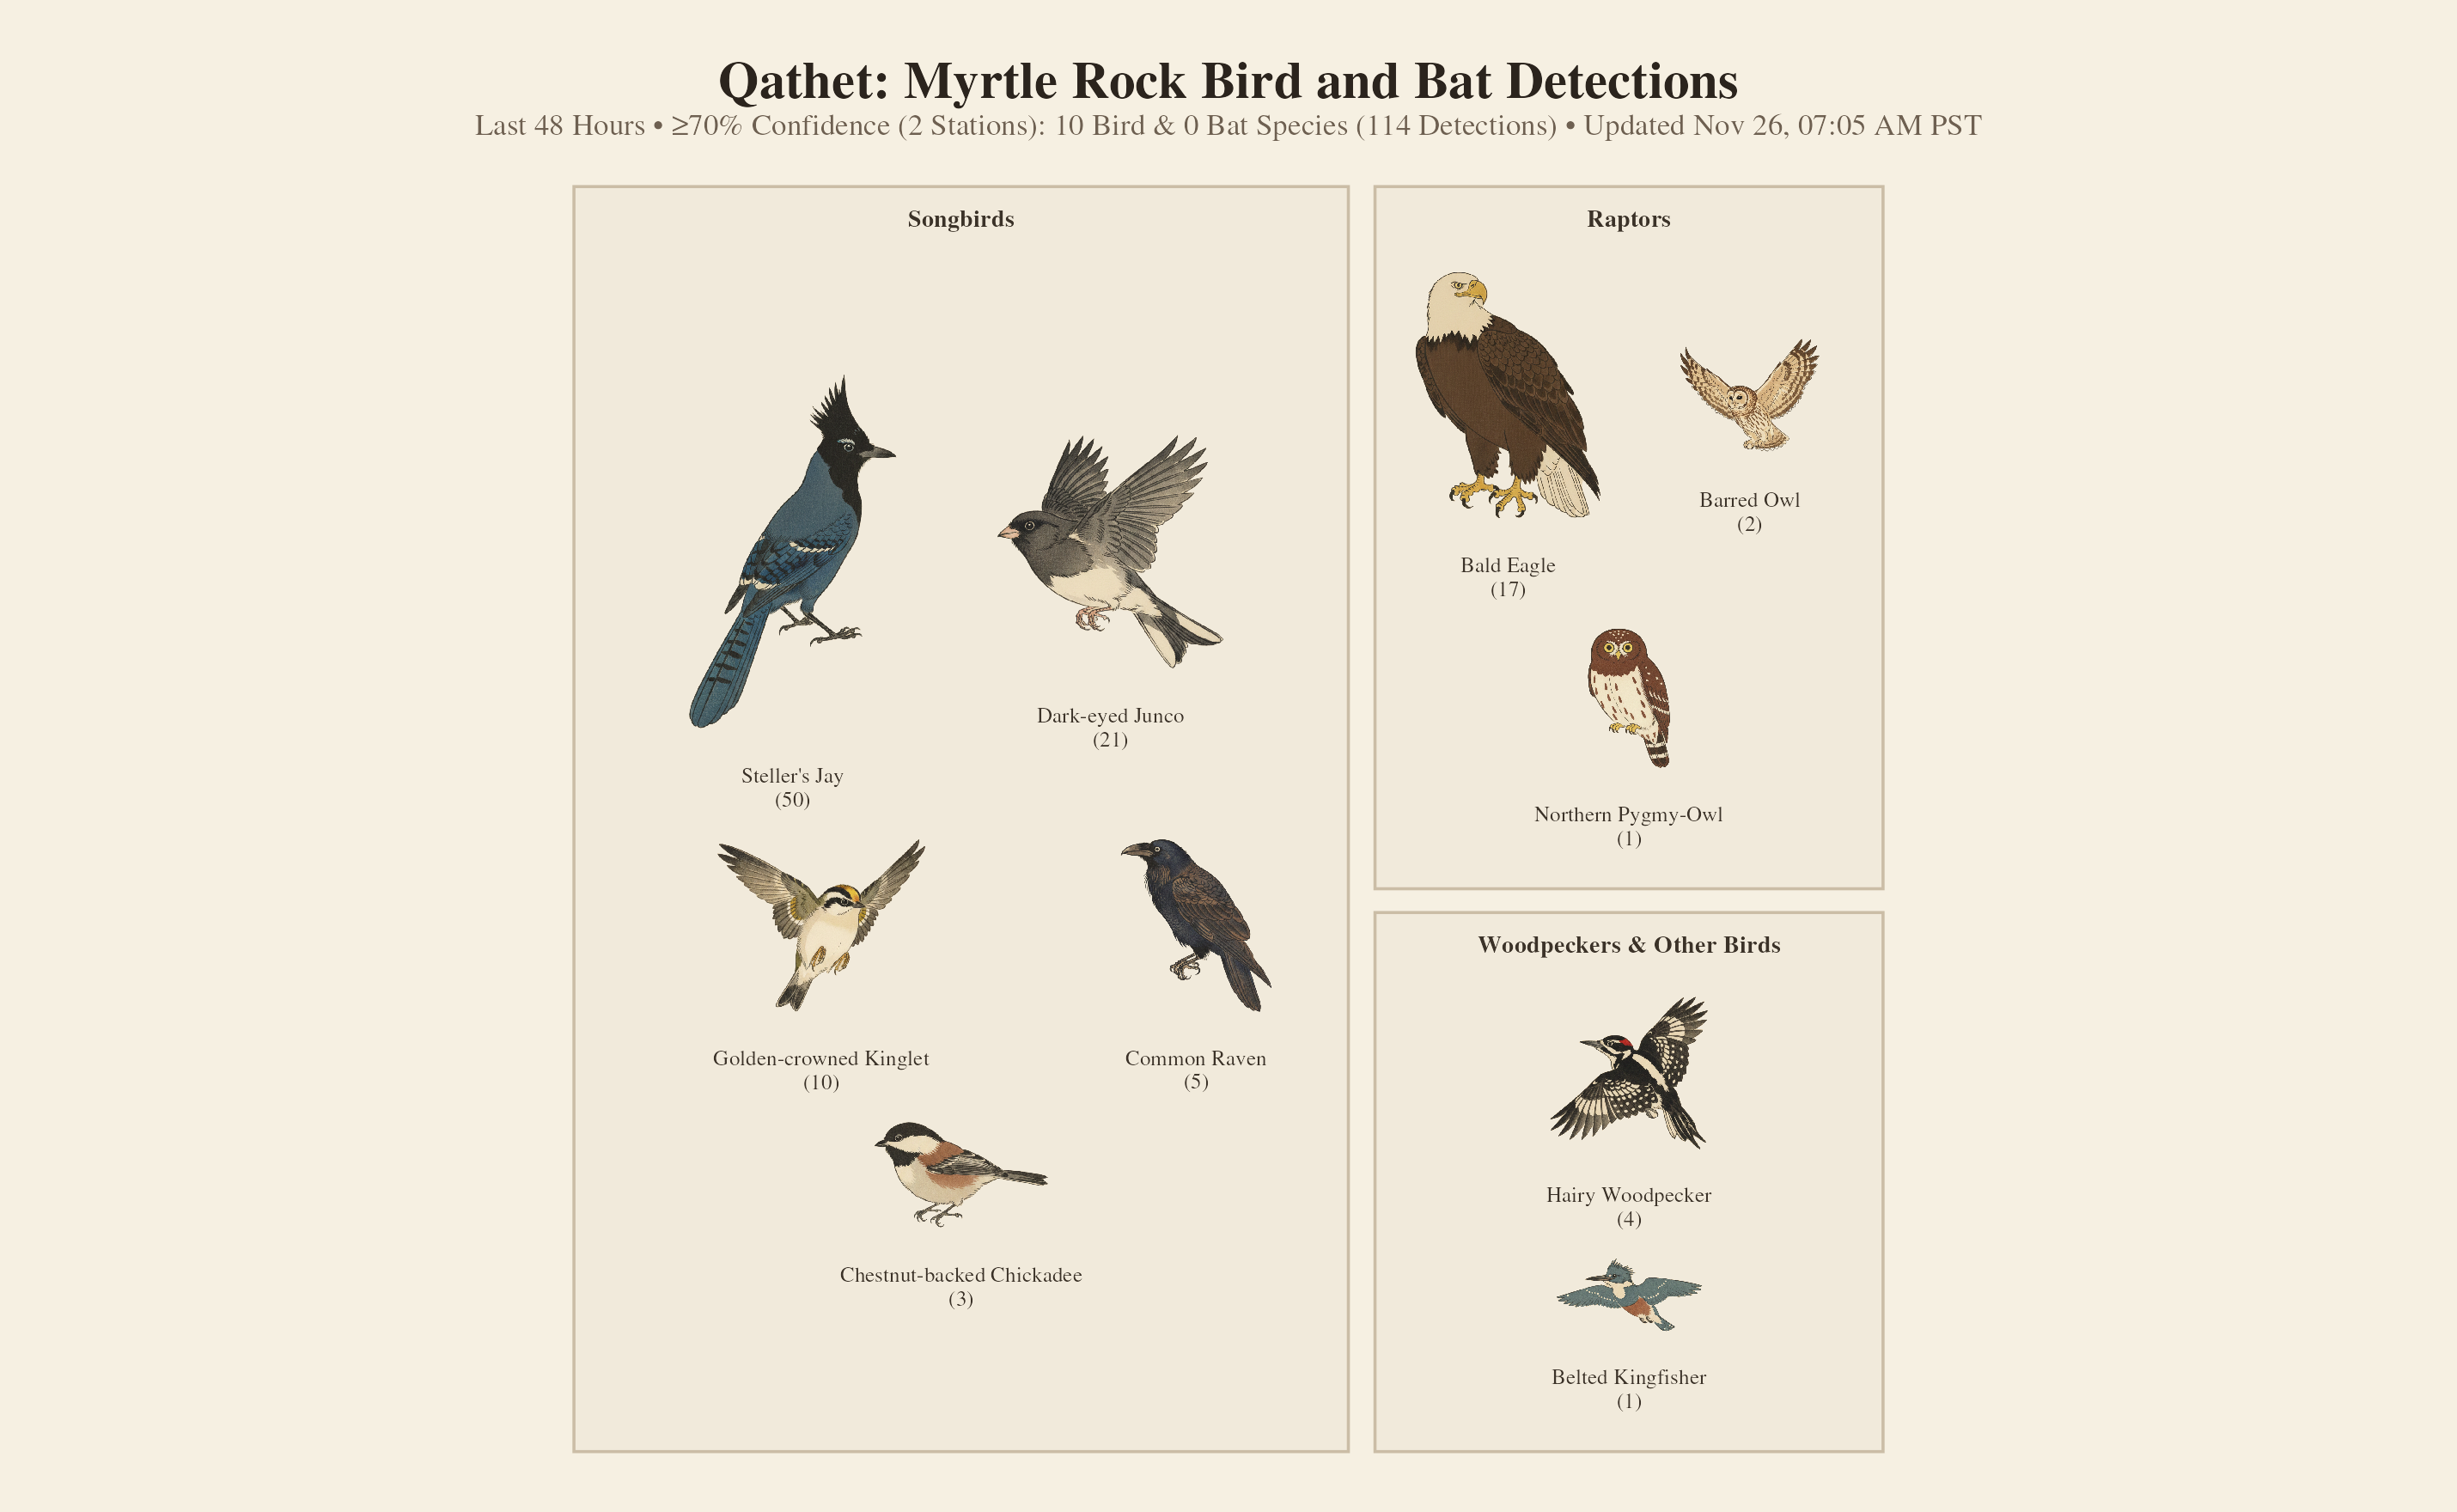 Qathet: Myrtle Rock Bird and Bat Detections
Last 48 Hours • ≥70% Confidence (2 Stations): 10 Bird & 0 Bat Species (114 Detections) • Updated Nov 26, 07:05 AM PST
Songbirds
Steller's Jay
(50)
Dark-eyed Junco
(21)
Golden-crowned Kinglet
(10)
Common Raven
(5)
Chestnut-backed Chickadee
(3)
Raptors
Bald Eagle
(17)
Barred Owl
(2)
Northern Pygmy-Owl
(1)
Woodpeckers & Other Birds
Hairy Woodpecker
(4)
Belted Kingfisher
(1)